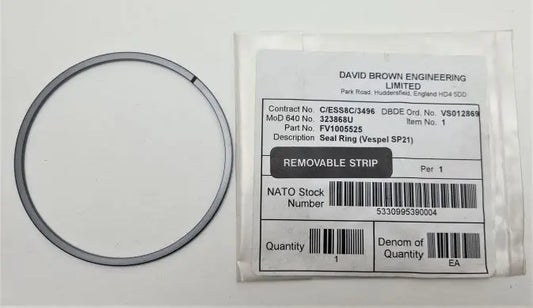 DAVID BROWN ENGINEERING
LIMITED
Park Road, Huddersfield, England HD4 5DD
Contract No. C/ESS8C/3496 DBDE Ord. No. VS012869
MoD 640 No. 323868U Item No. 1
Part No. FV1005525
Description Seal Ring (Vespel SP21)
REMOVABLE STRIP
Per 1
NATO Stock
Number
5330995390004
Quantity
1
Denom of
Quantity
EA